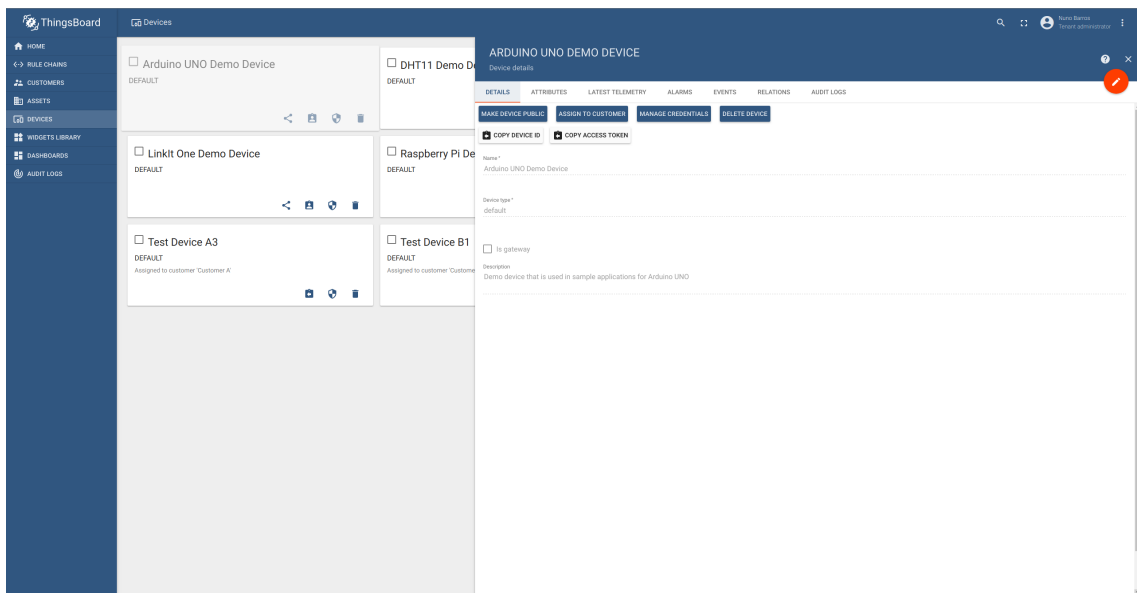 ThingsBoard
Devices
Nuno Barros
Tenant administrator
HOME
RULE CHAINS
CUSTOMERS
ASSETS
DEVICES
WIDGETS LIBRARY
DASHBOARDS
AUDIT LOGS
Arduino UNO Demo Device
DEFAULT
DHT11 Demo D
DEFAULT
LinkIt One Demo Device
DEFAULT
Raspberry Pi De
DEFAULT
Test Device A3
DEFAULT
Assigned to customer 'Customer A'
Test Device B1
DEFAULT
Assigned to customer 'Custome
ARDUINO UNO DEMO DEVICE
Device details
DETAILS ATTRIBUTES LATEST TELEMETRY ALARMS EVENTS RELATIONS AUDIT LOGS
MAKE DEVICE PUBLIC ASSIGN TO CUSTOMER MANAGE CREDENTIALS DELETE DEVICE
COPY DEVICE ID COPY ACCESS TOKEN
Name *
Arduino UNO Demo Device
Device type *
default
Is gateway
Description
Demo device that is used in sample applications for Arduino UNO